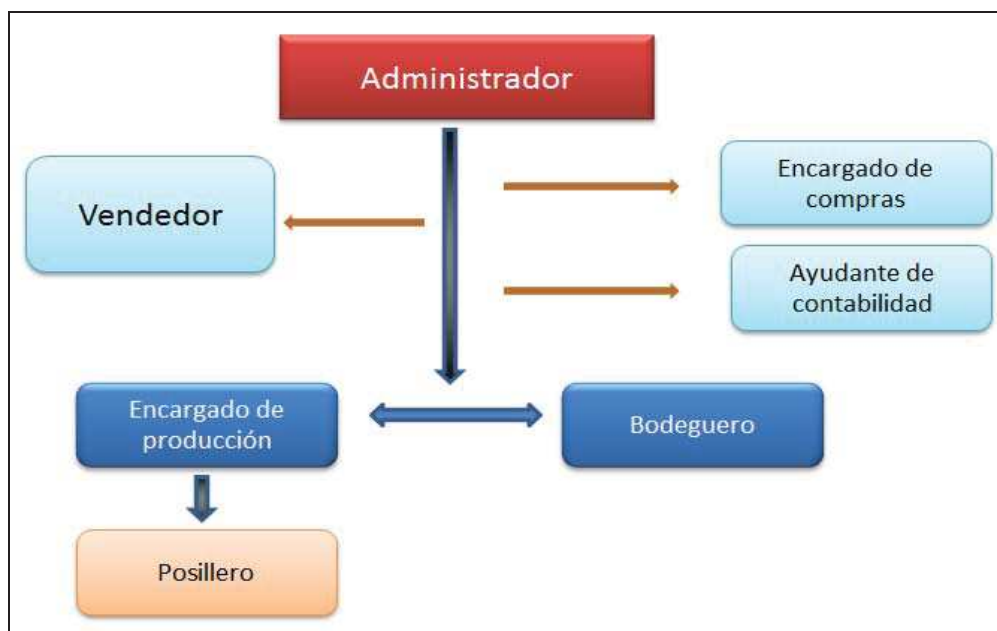 Administrador
Vendedor
Encargado de
compras
Ayudante de
contabilidad
Encargado de
producción
Bodeguero
Posillero